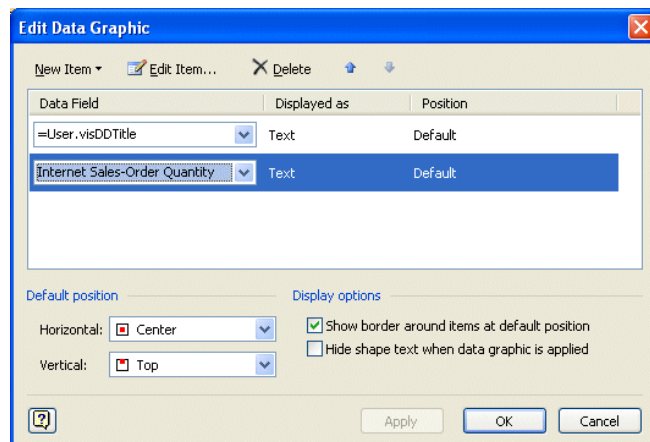 Edit Data Graphic
New Item Edit Item... Delete
Data Field Displayed as Position
=User.visDDTitle Text Default
Internet Sales-Order Quantity Text Default
Default position Display options
Horizontal: Center Show border around items at default position
Hide shape text when data graphic is applied
Vertical: Top
Apply OK Cancel